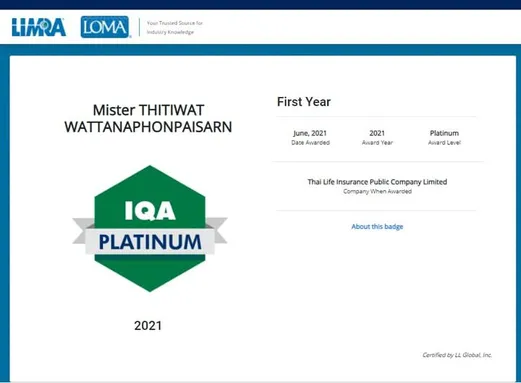 LIMRA LOMA Your Trusted Source for
Industry Knowledge
Mister THITIWAT
WATTANAPHONPAISARN
IQA
PLATINUM
2021
First Year
June, 2021 2021 Platinum
Date Awarded Award Year Award Level
Thai Life Insurance Public Company Limited
Company When Awarded
About this badge
Certified by LL Global, Inc.